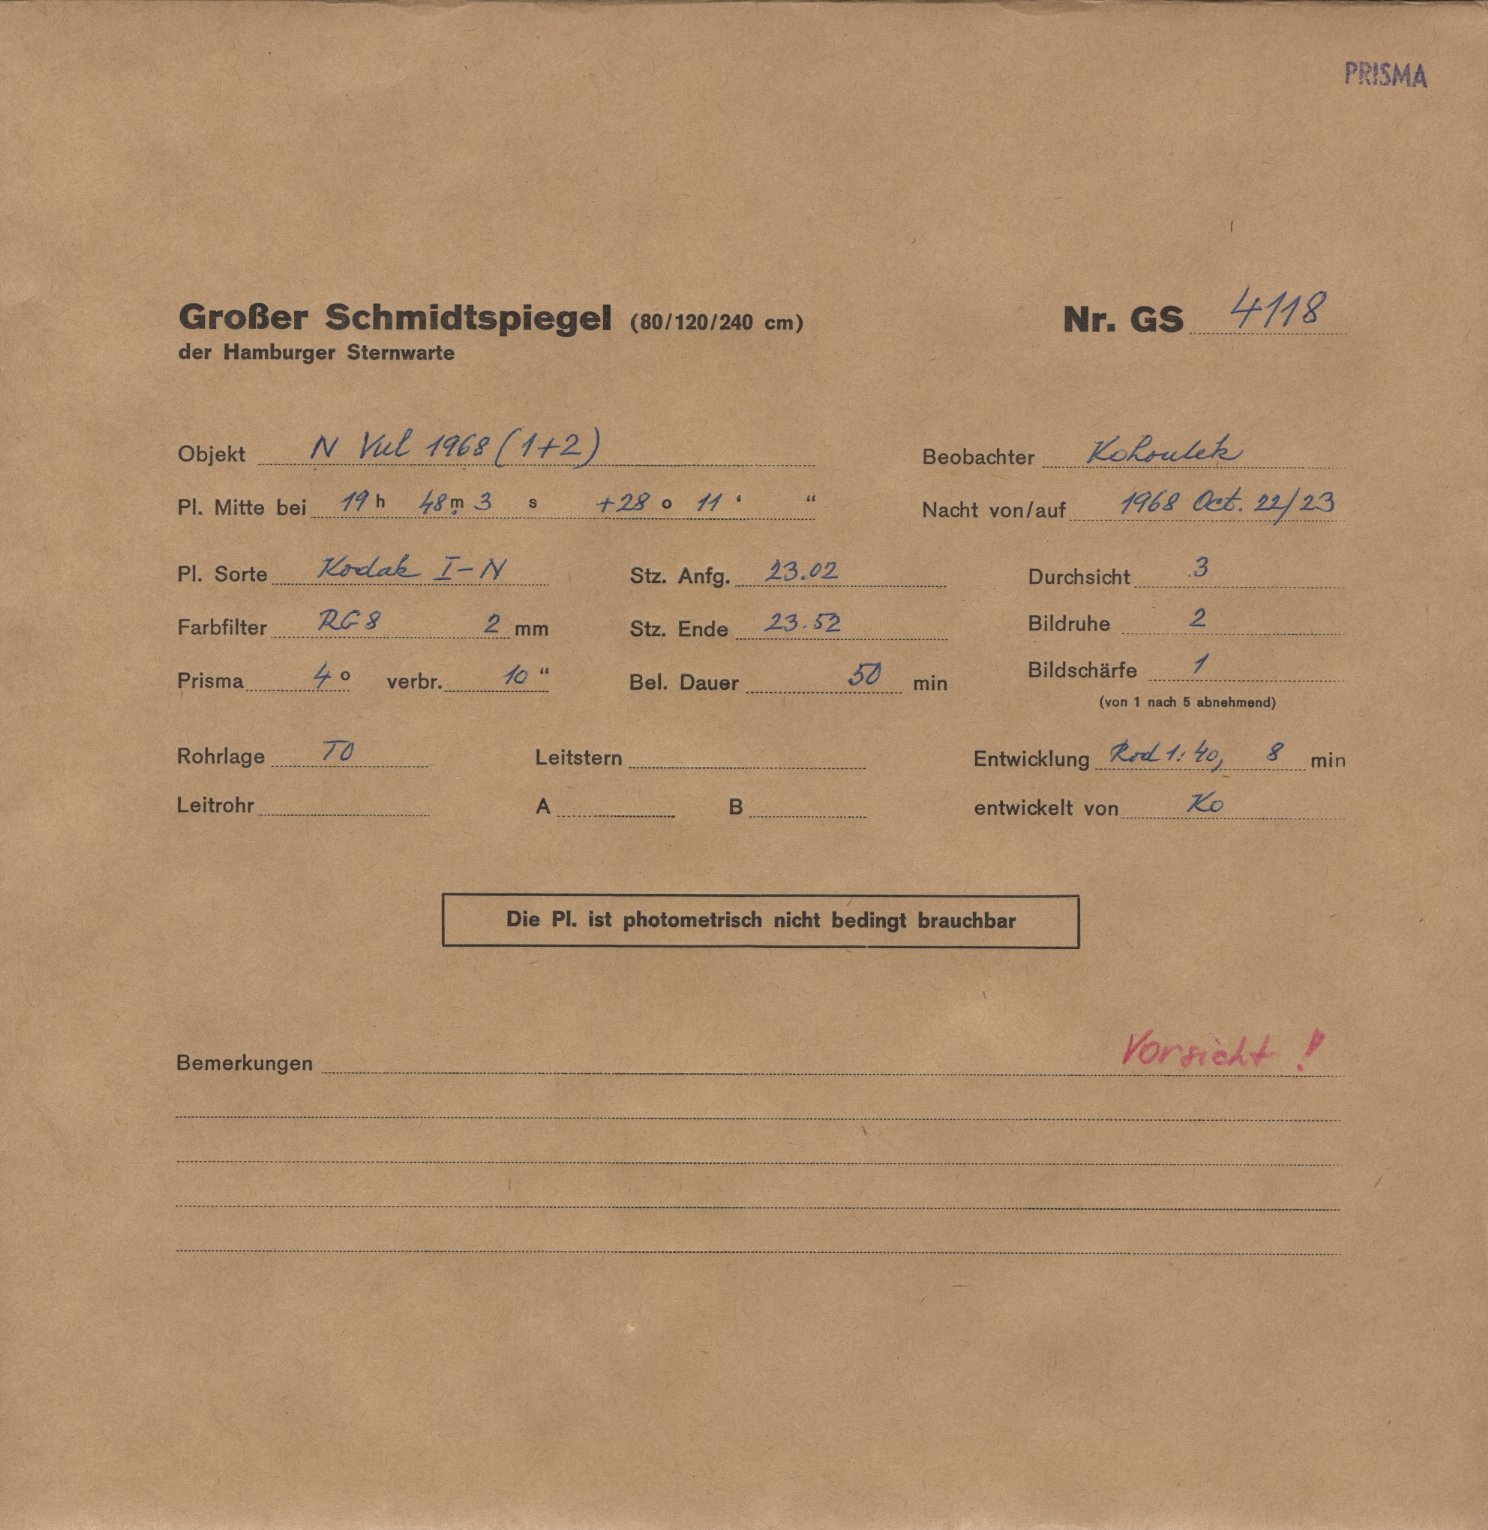 PRISMA
Großer Schmidtspiegel (80/120/240 cm) Nr. GS 4118
der Hamburger Sternwarte
Objekt N Vul 1968 (1+2) Beobachter Kohoutek
Pl. Mitte bei 19 h 48 m 3 s +28 o 11 ‘ “ Nacht von/auf 1968 Oct. 22/23
Pl. Sorte Kodak I-N Stz. Anfg. 23.02 Durchsicht 3
Farbfilter RG8 2 mm Stz. Ende 23.52 Bildruhe 2
Prisma 4 o verbr. 10 “ Bel. Dauer 50 min Bildschärfe 1
(von 1 nach 5 abnehmend)
Rohrlage TO Leitstern Entwicklung Rod 1:40, 8 min
Leitrohr A B entwickelt von Ko
Die Pl. ist photometrisch nicht bedingt brauchbar
Bemerkungen Vorsicht !